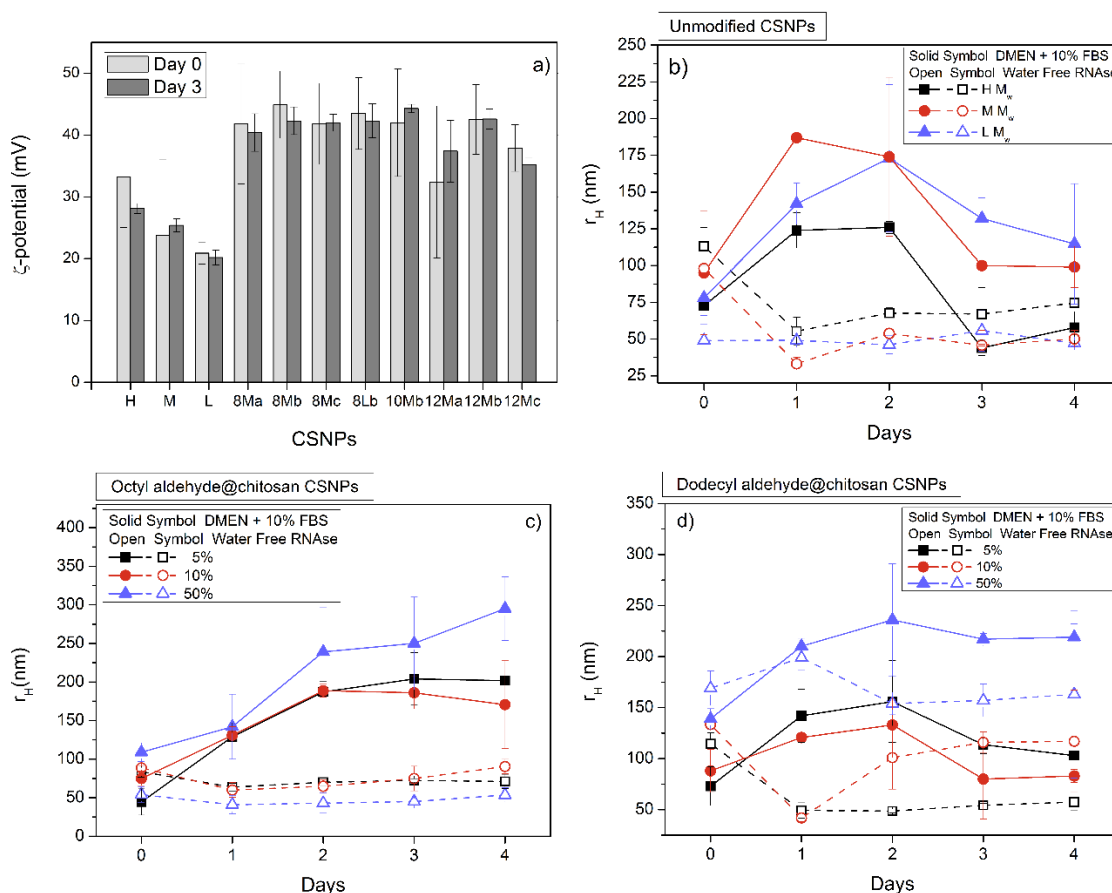 a)
Day 0
Day 3
ζ-potential (mV)
50
40
30
20
10
0
H M L 8Ma 8Mb 8Mc 8Lb 10Mb 12Ma 12Mb 12Mc
CSNPs
Unmodified CSNPs
b)
Solid Symbol DMEN + 10% FBS
Open Symbol Water Free RNAse
H Mw
M Mw
L Mw
rH (nm)
250
225
200
175
150
125
100
75
50
25
0 1 2 3 4
Days
Octyl aldehyde@chitosan CSNPs
c)
Solid Symbol DMEN + 10% FBS
Open Symbol Water Free RNAse
5%
10%
50%
rH (nm)
400
350
300
250
200
150
100
50
0
0 1 2 3 4
Days
Dodecyl aldehyde@chitosan CSNPs
d)
Solid Symbol DMEN + 10% FBS
Open Symbol Water Free RNAse
5%
10%
50%
rH (nm)
350
300
250
200
150
100
50
0 1 2 3 4
Days